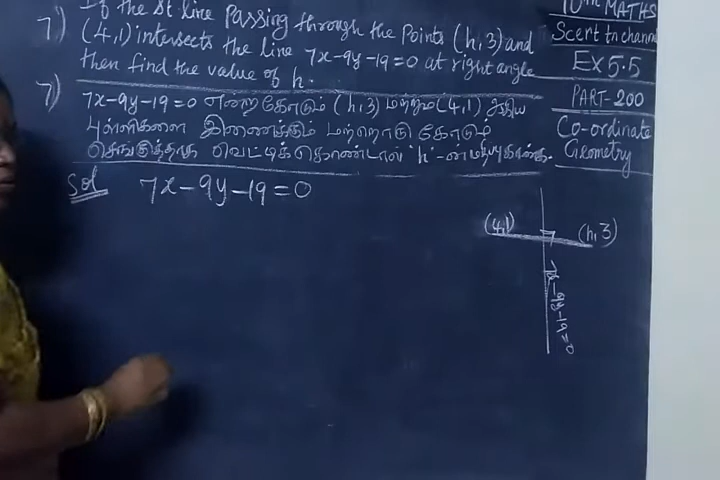 7) If the St line Passing through the Points (h,3) and
(4,1) intersects the line 7x-9y-19=0 at right angle
then find the value of h.
7) 7x-9y-19=0 என்ற கோடும் (h,3) மற்றும் (4,1) ஆகிய
புள்ளிகளை இணைக்கும் மற்றொரு கோடும்
செங்குத்தாக வெட்டிக்கொண்டால் 'h'-ன் மதிப்பு காண்க.
10th MATHS
Scert tn channel
Ex 5.5
PART-200
Co-ordinate
Geometry
Sol 7x-9y-19=0
(4,1) (h,3)
7x-9y-19=0